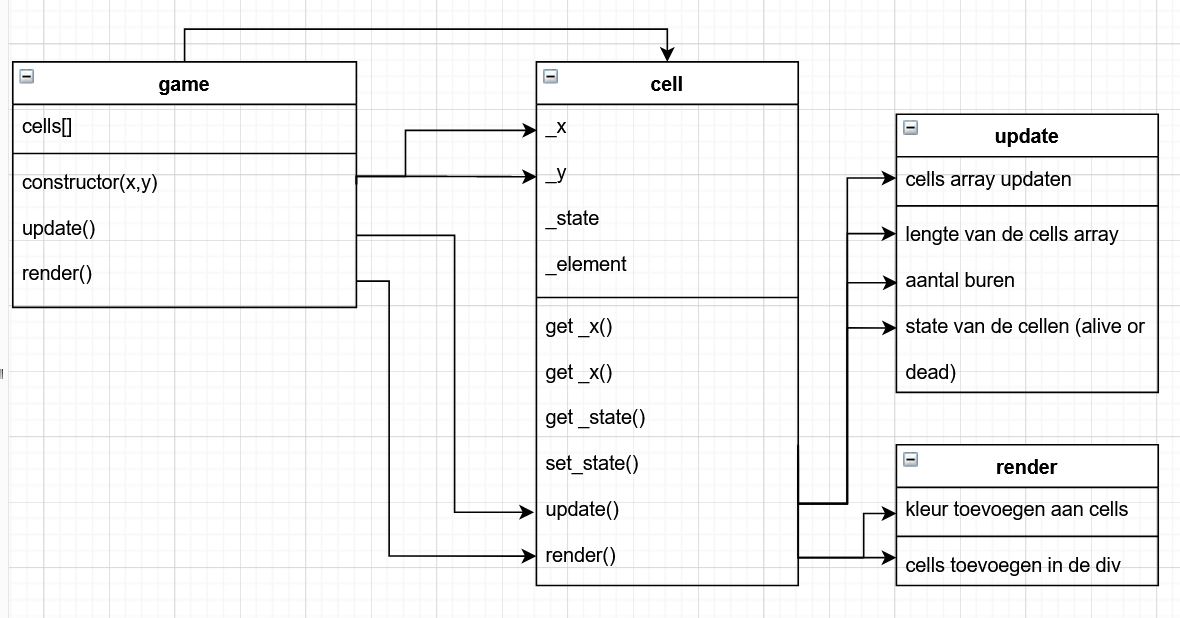 game
cells[]
constructor(x,y)
update()
render()
cell
_x
_y
_state
_element
get _x()
get _x()
get _state()
set_state()
update()
render()
update
cells array updaten
lengte van de cells array
aantal buren
state van de cellen (alive or
dead)
render
kleur toevoegen aan cells
cells toevoegen in de div